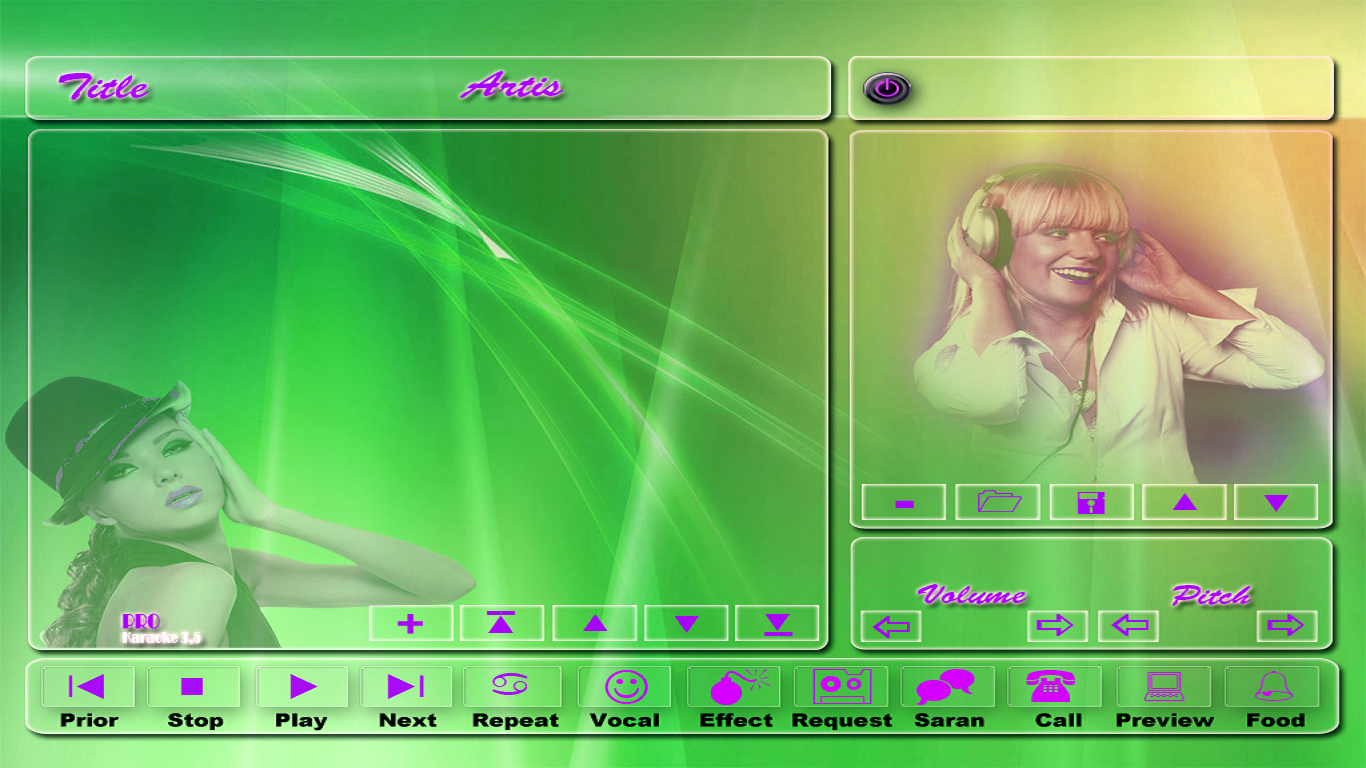 Title
Artis
PRO
Karaoke 3,5
Volume
Pitch
Prior
Stop
Play
Next
Repeat
Vocal
Effect
Request
Saran
Call
Preview
Food